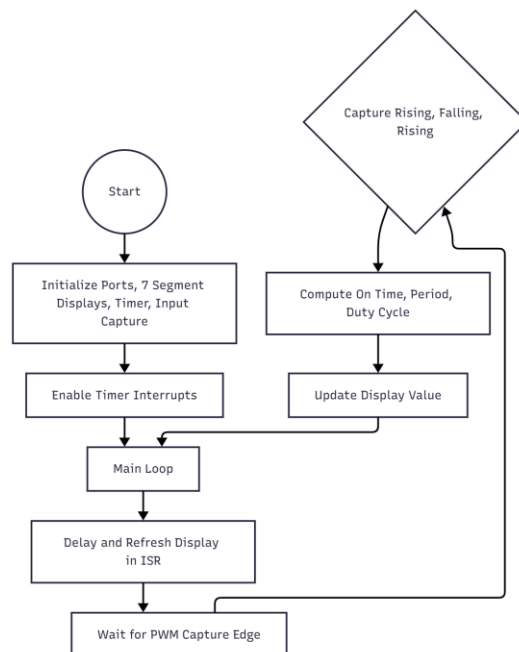 Capture Rising, Falling,
Rising
Start
Initialize Ports, 7 Segment
Displays, Timer, Input
Capture
Compute On Time, Period,
Duty Cycle
Enable Timer Interrupts
Update Display Value
Main Loop
Delay and Refresh Display
in ISR
Wait for PWM Capture Edge